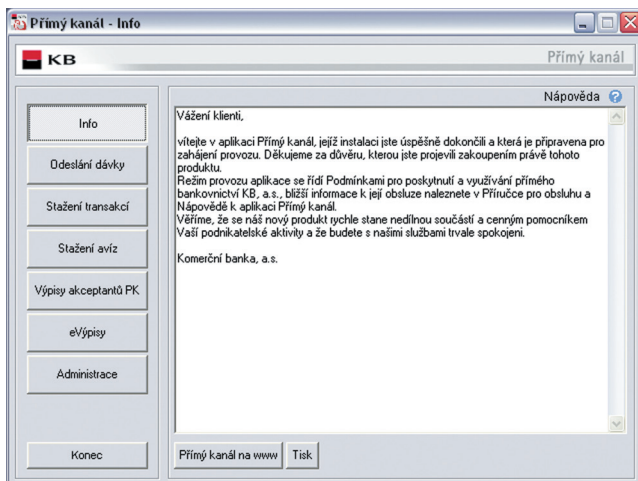 Přímý kanál - Info
KB
Přímý kanál
Nápověda
Info
Odeslání dávky
Stažení transakcí
Stažení avíz
Výpisy akceptantů PK
eVýpisy
Administrace
Konec
Vážení klienti,
vítejte v aplikaci Přímý kanál, jejíž instalaci jste úspěšně dokončili a která je připravena pro
zahájení provozu. Děkujeme za důvěru, kterou jste projevili zakoupením právě tohoto
produktu.
Režim provozu aplikace se řídí Podmínkami pro poskytnutí a využívání přímého
bankovnictví KB, a.s., bližší informace k její obsluze naleznete v Příručce pro obsluhu a
Nápovědě k aplikaci Přímý kanál.
Věříme, že se náš nový produkt rychle stane nedílnou součástí a cenným pomocníkem
Vaší podnikatelské aktivity a že budete s našimi službami trvale spokojeni.
Komerční banka, a.s.
Přímý kanál na www
Tisk